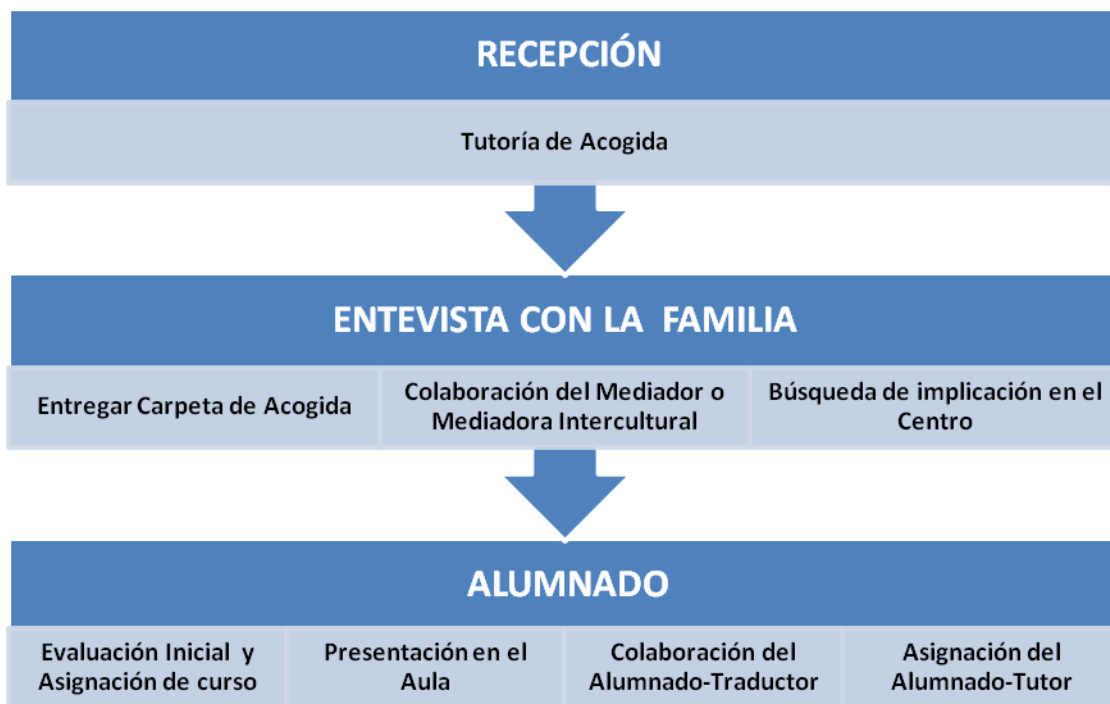 RECEPCIÓN
Tutoría de Acogida
ENTEVISTA CON LA FAMILIA
Entregar Carpeta de Acogida
Colaboración del Mediador o
Mediadora Intercultural
Búsqueda de implicación en el
Centro
ALUMNADO
Evaluación Inicial y
Asignación de curso
Presentación en el
Aula
Colaboración del
Alumnado-Traductor
Asignación del
Alumnado-Tutor